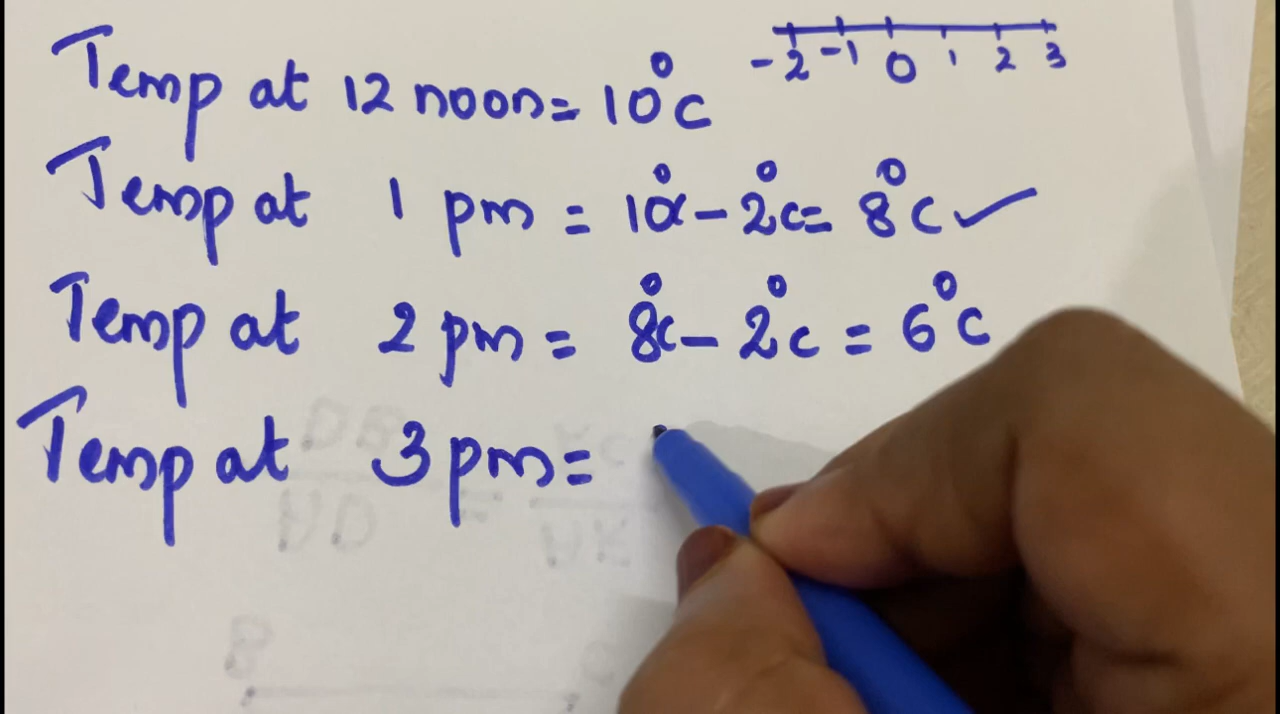 Temp at 12 noon = 10°C
-2 -1 0 1 2 3
Temp at 1 pm = 10°C - 2°C = 8°C ✓
Temp at 2 pm = 8°C - 2°C = 6°C
Temp at 3 pm =